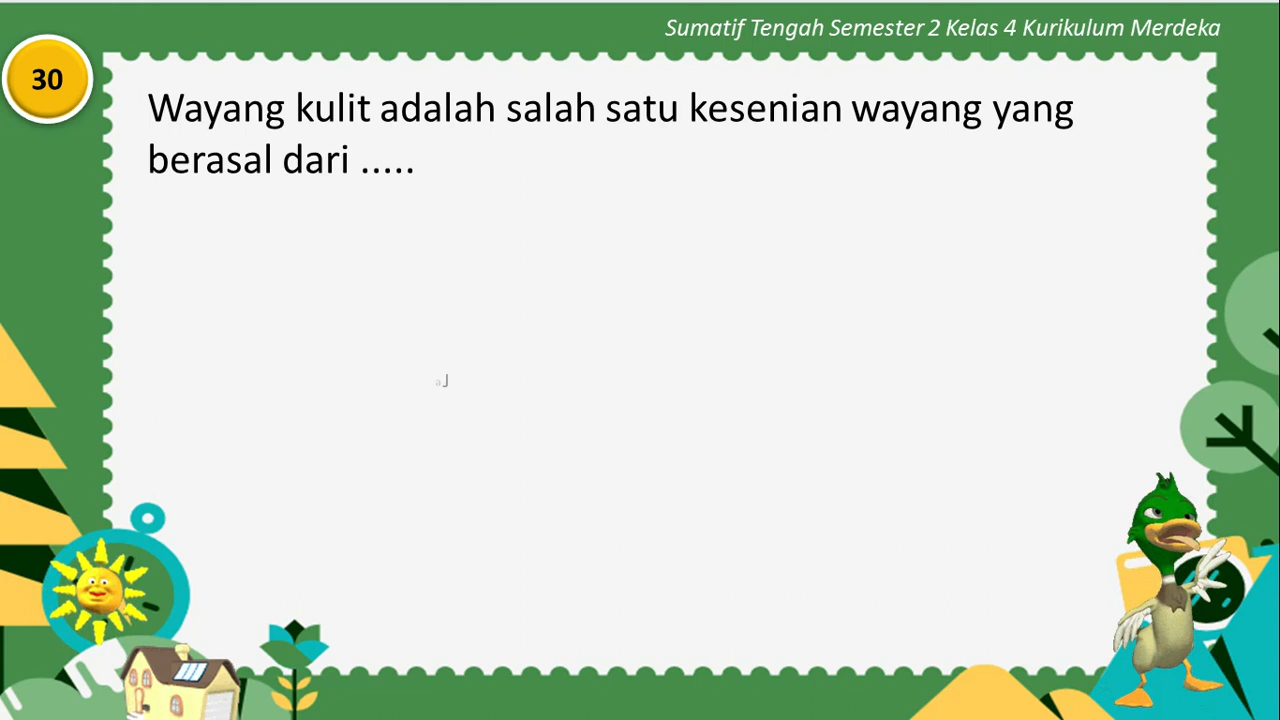 Sumatif Tengah Semester 2 Kelas 4 Kurikulum Merdeka
30
Wayang kulit adalah salah satu kesenian wayang yang
berasal dari .....